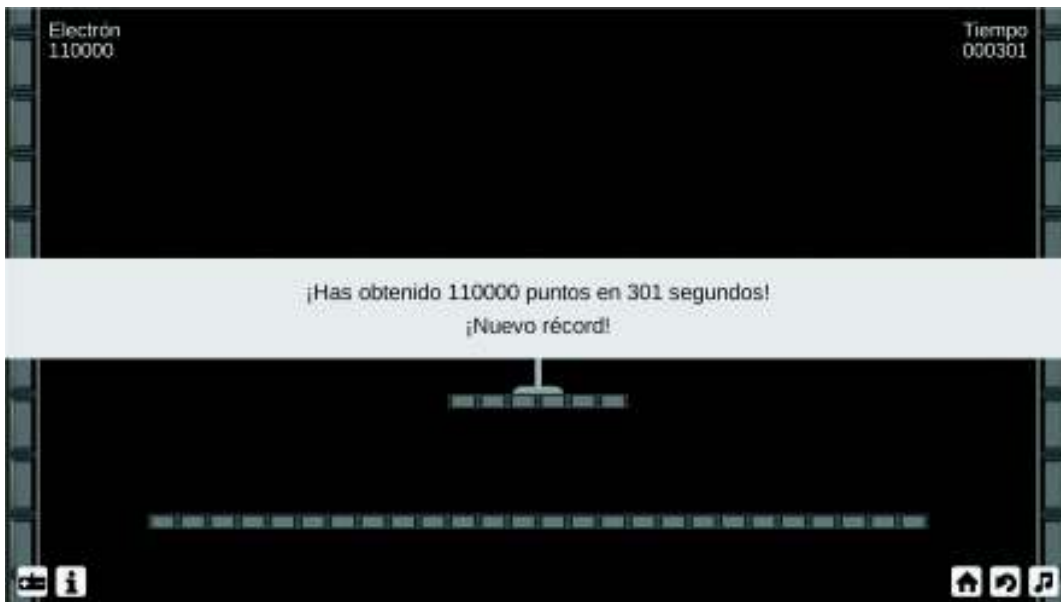 Electrón
110000
Tiempo
000301
¡Has obtenido 110000 puntos en 301 segundos!
¡Nuevo récord!